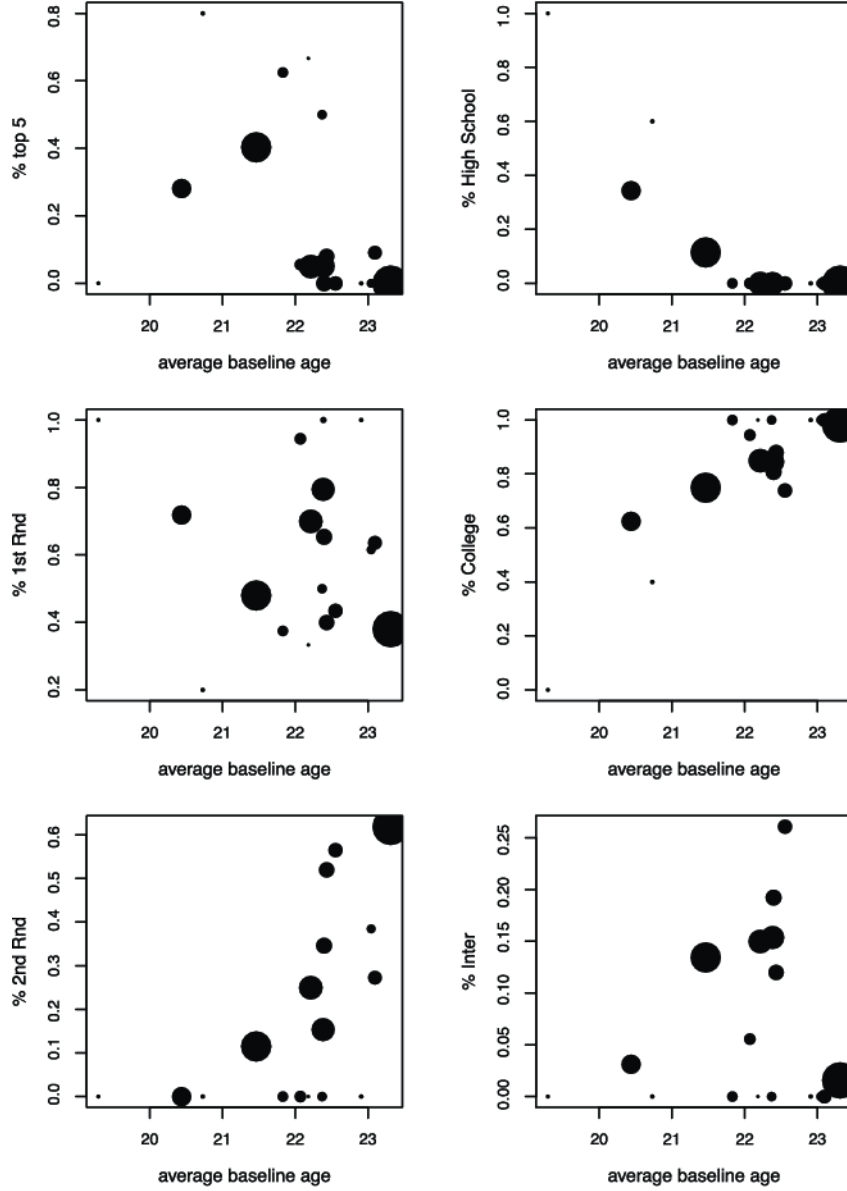 % top 5
0.8
0.6
0.4
0.2
0.0
20 21 22 23
average baseline age
% High School
1.0
0.8
0.6
0.4
0.2
0.0
20 21 22 23
average baseline age
% 1st Rnd
1.0
0.8
0.6
0.4
0.2
20 21 22 23
average baseline age
% College
1.0
0.8
0.6
0.4
0.2
0.0
20 21 22 23
average baseline age
% 2nd Rnd
0.6
0.5
0.4
0.3
0.2
0.1
0.0
20 21 22 23
average baseline age
% Inter
0.25
0.20
0.15
0.10
0.05
0.00
20 21 22 23
average baseline age